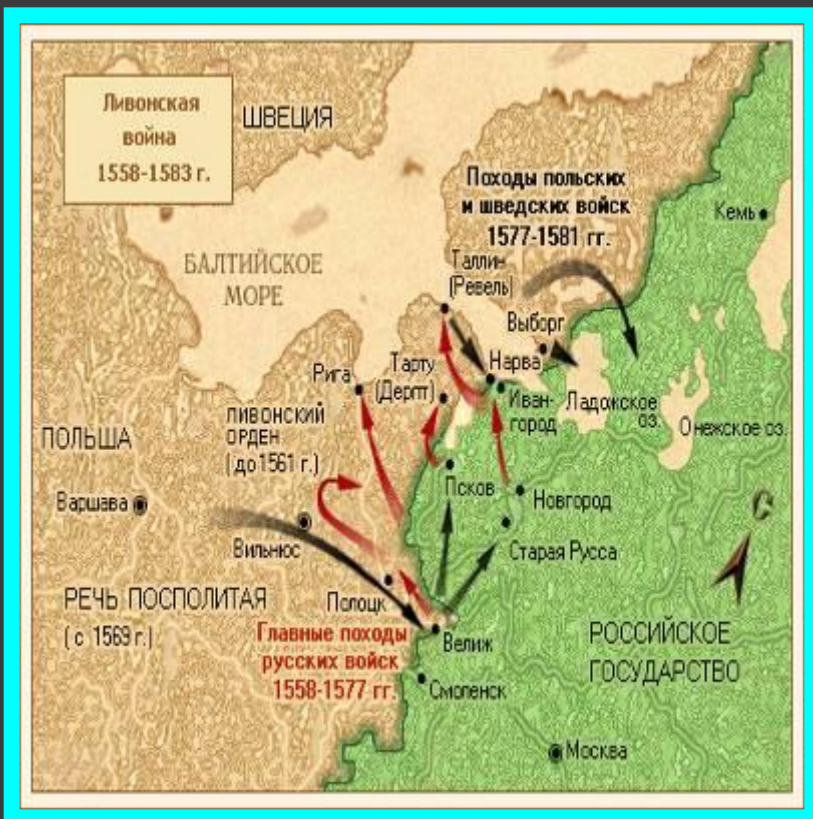 Ливонская
война
1558-1583 г.
ШВЕЦИЯ
Походы польских
и шведских войск
1577-1581 гг.
Кемь
БАЛТИЙСКОЕ
МОРЕ
Таллин
(Ревель)
Выборг
Нарва
Рига
Тарту
(Дерпт)
Иван-
город
Ладожское
оз.
Онежское оз.
ЛИВОНСКИЙ
ОРДЕН
(до 1561 г.)
ПОЛЬША
Псков
Новгород
Варшава
С
Вильнюс
Старая Русса
РЕЧЬ ПОСПОЛИТАЯ
(с 1569 г.)
Полоцк
Велиж
Главные походы
русских войск
1558-1577 гг.
РОССИЙСКОЕ
ГОСУДАРСТВО
Смоленск
Москва